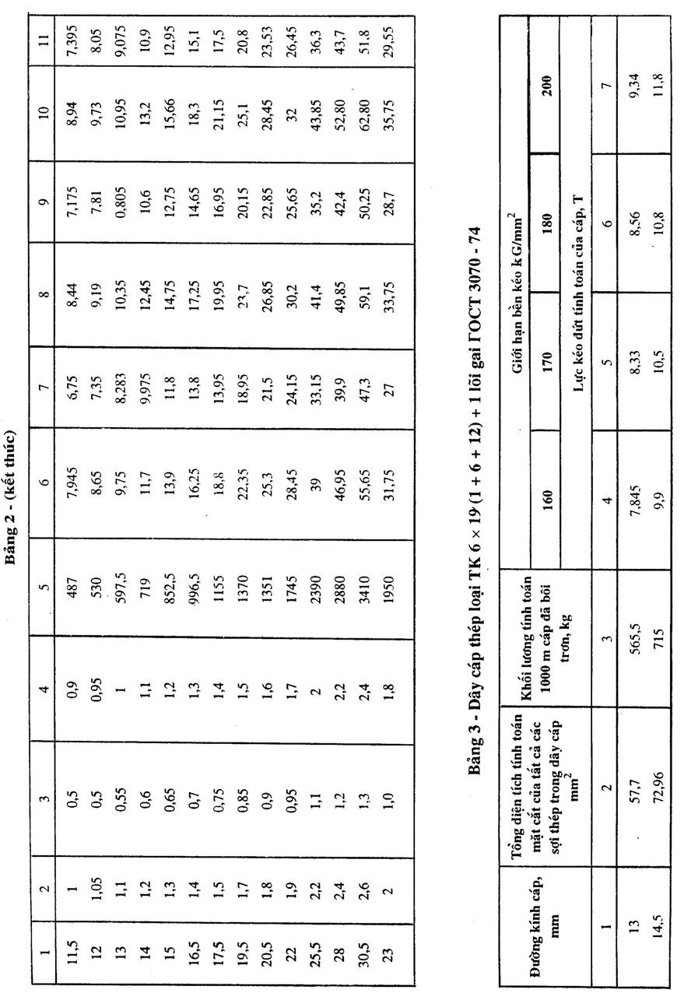 Bảng 2 - (kết thúc)
1 2 3 4 5 6 7 8 9 10 11
11,5 1 0,5 0,9 487 7,945 6,75 8,44 7,175 8,94 7,395
12 1,05 0,5 0,95 530 8,65 7,35 9,19 7,81 9,73 8,05
13 1,1 0,55 1 597,5 9,75 8,283 10,35 0,805 10,95 9,075
14 1,2 0,6 1,1 719 11,7 9,975 12,45 10,6 13,2 10,9
15 1,3 0,65 1,2 852,5 13,9 11,8 14,75 12,75 15,66 12,95
16,5 1,4 0,7 1,3 996,5 16,25 13,8 17,25 14,65 18,3 15,1
17,5 1,5 0,75 1,4 1155 18,8 13,95 19,95 16,95 21,15 17,5
19,5 1,7 0,85 1,5 1370 22,35 18,95 23,7 20,15 25,1 20,8
20,5 1,8 0,9 1,6 1351 25,3 21,5 26,85 22,85 28,45 23,53
22 1,9 0,95 1,7 1745 28,45 24,15 30,2 25,65 32 26,45
25,5 2,2 1,1 2 2390 39 33,15 41,4 35,2 43,85 36,3
28 2,4 1,2 2,2 2880 46,95 39,9 49,85 42,4 52,80 43,7
30,5 2,6 1,3 2,4 3410 55,65 47,3 59,1 50,25 62,80 51.8
23 2 1,0 1,8 1950 31,75 27 33,75 28,7 35,75 29,55
Bảng 3 - Dây cáp thép loại TK 6 × 19 (1 + 6 + 12) + 1 lõi gai ГОСТ 3070 - 74
Đường kính cáp,
mm
Tổng diện tích tính toán
mặt cắt của tất cả các
sợi thép trong dây cáp
mm²
Khối lương tính toán
1000 m cáp đã bôi
trơn, kg
Giới hạn bền kéo kG/mm²
160 170 180 200
Lực kéo đứt tính toán của cáp, T
1 2 3 4 5 6 7
13 57,7 565,5 7,845 8,33 8,56 9,34
14,5 72,96 715 9,9 10,5 10,8 11,8